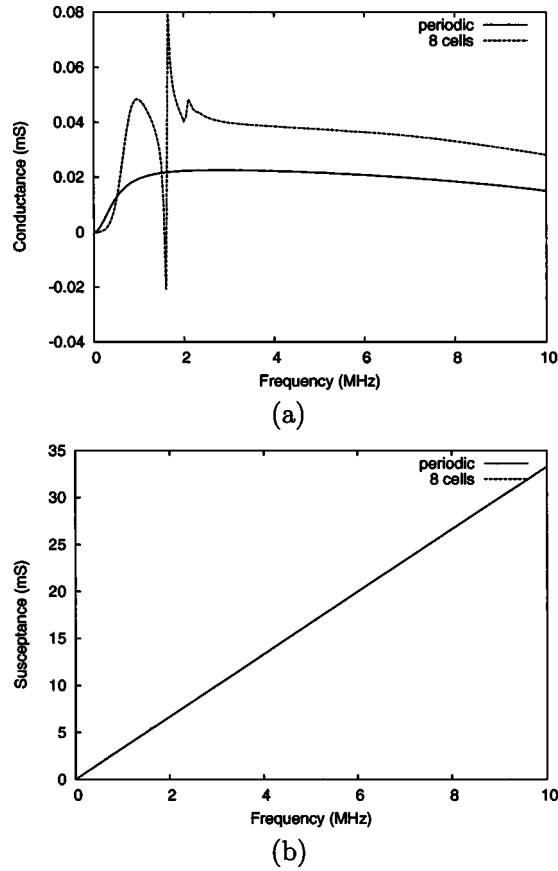 0.08
0.06
0.04
0.02
0
-0.02
-0.04
Conductance (mS)
periodic
8 cells
0 2 4 6 8 10
Frequency (MHz)
(a)
35
30
25
20
15
10
5
0
Susceptance (mS)
periodic
8 cells
0 2 4 6 8 10
Frequency (MHz)
(b)